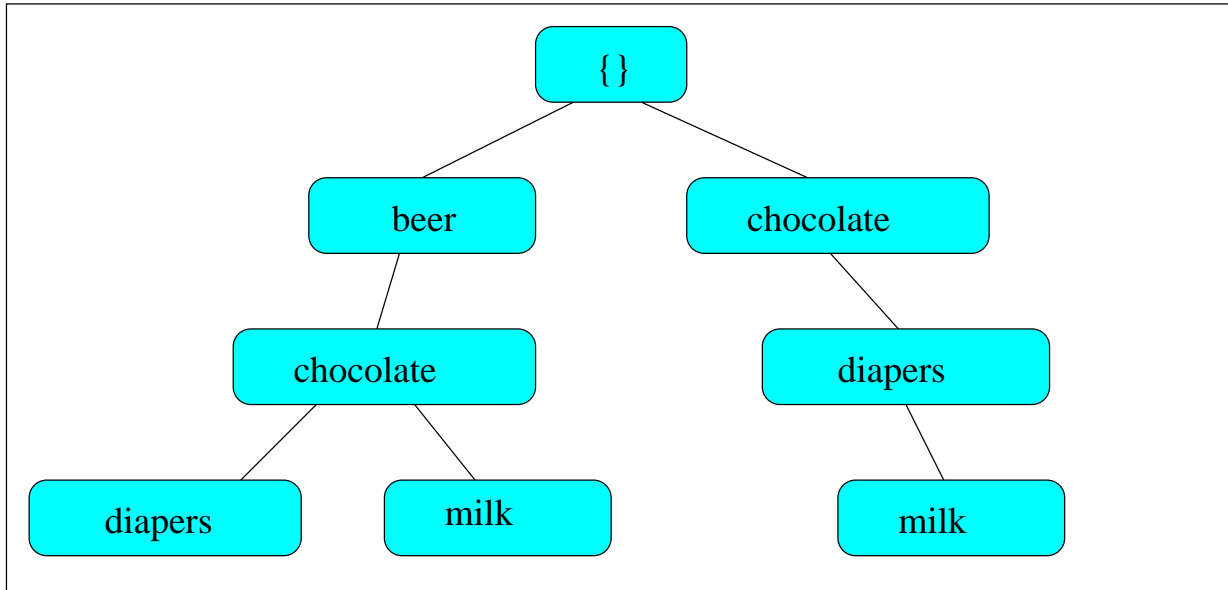 {}
beer
chocolate
chocolate
diapers
diapers
milk
milk